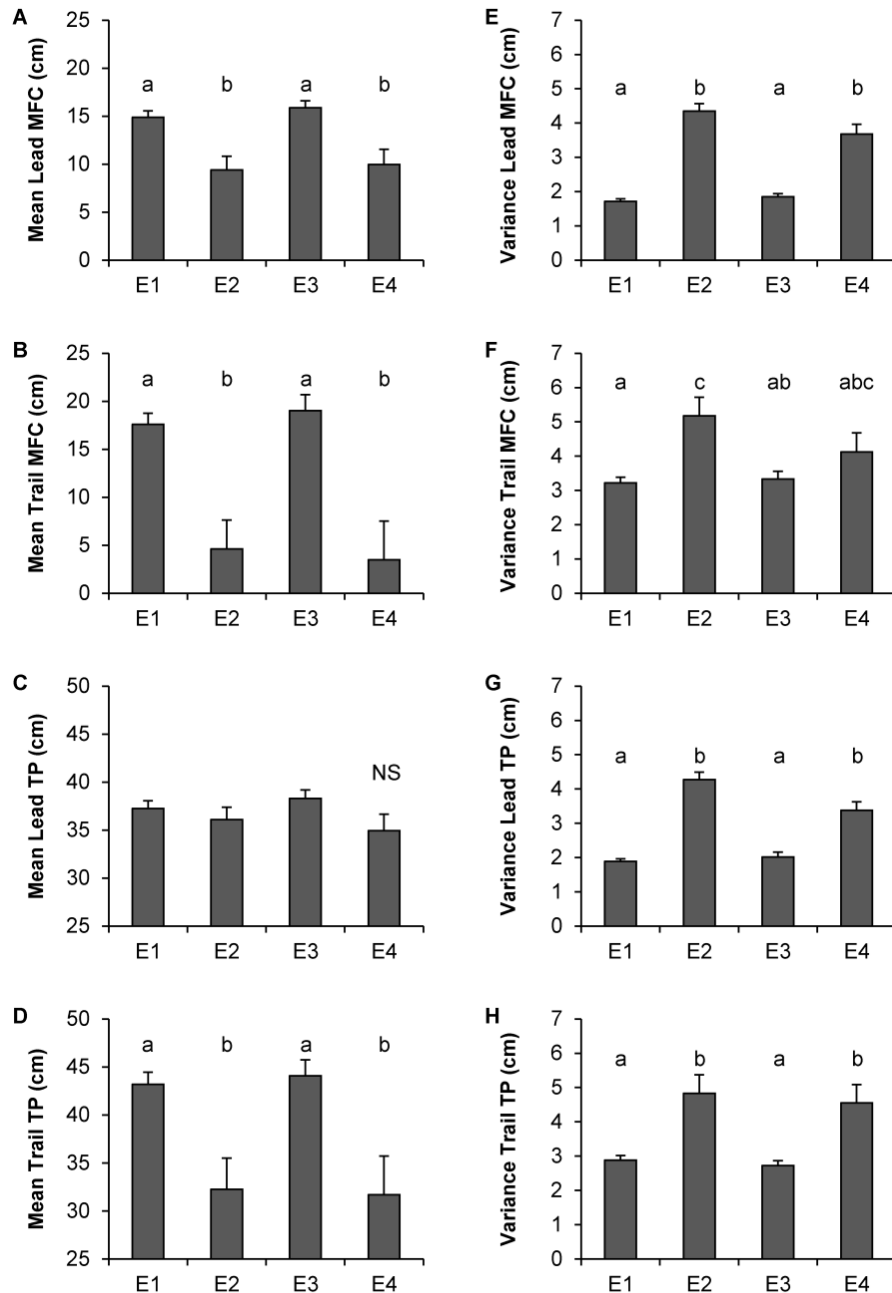 A
Mean Lead MFC (cm)
25
20
15
10
5
0
a b a b
E1 E2 E3 E4
E
Variance Lead MFC (cm)
7
6
5
4
3
2
1
0
a b a b
E1 E2 E3 E4
B
Mean Trail MFC (cm)
25
20
15
10
5
0
a b a b
E1 E2 E3 E4
F
Variance Trail MFC (cm)
7
6
5
4
3
2
1
0
a c ab abc
E1 E2 E3 E4
C
Mean Lead TP (cm)
50
45
40
35
30
25
NS
E1 E2 E3 E4
G
Variance Lead TP (cm)
7
6
5
4
3
2
1
0
a b a b
E1 E2 E3 E4
D
Mean Trail TP (cm)
50
45
40
35
30
25
a b a b
E1 E2 E3 E4
H
Variance Trail TP (cm)
7
6
5
4
3
2
1
0
a b a b
E1 E2 E3 E4